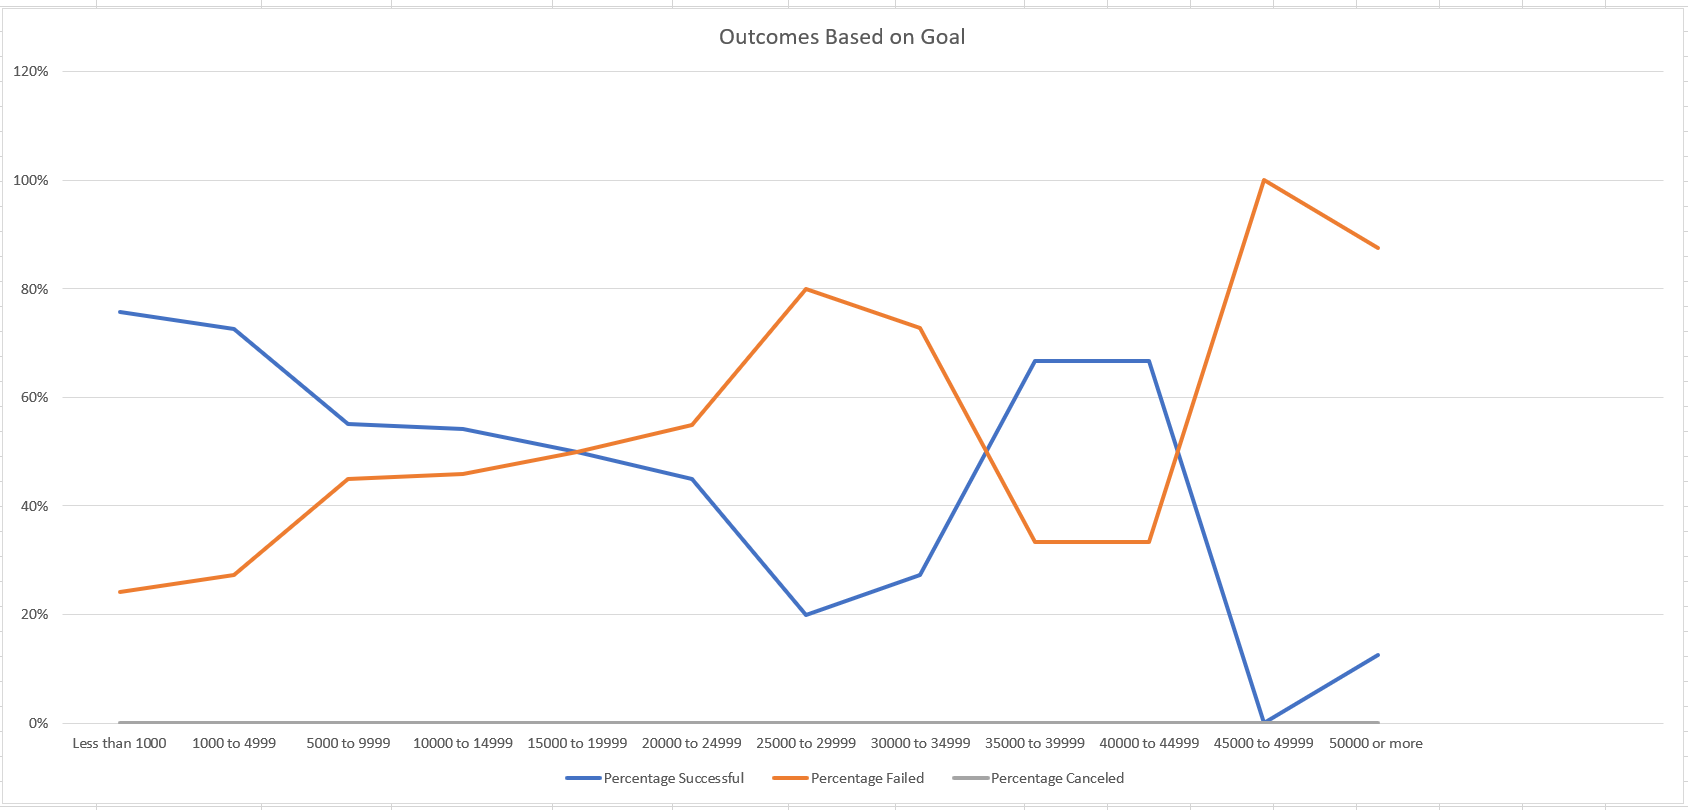 Outcomes Based on Goal
120%
100%
80%
60%
40%
20%
0%
Less than 1000 1000 to 4999 5000 to 9999 10000 to 14999 15000 to 19999 20000 to 24999 25000 to 29999 30000 to 34999 35000 to 39999 40000 to 44999 45000 to 49999 50000 or more
Percentage Successful Percentage Failed Percentage Canceled